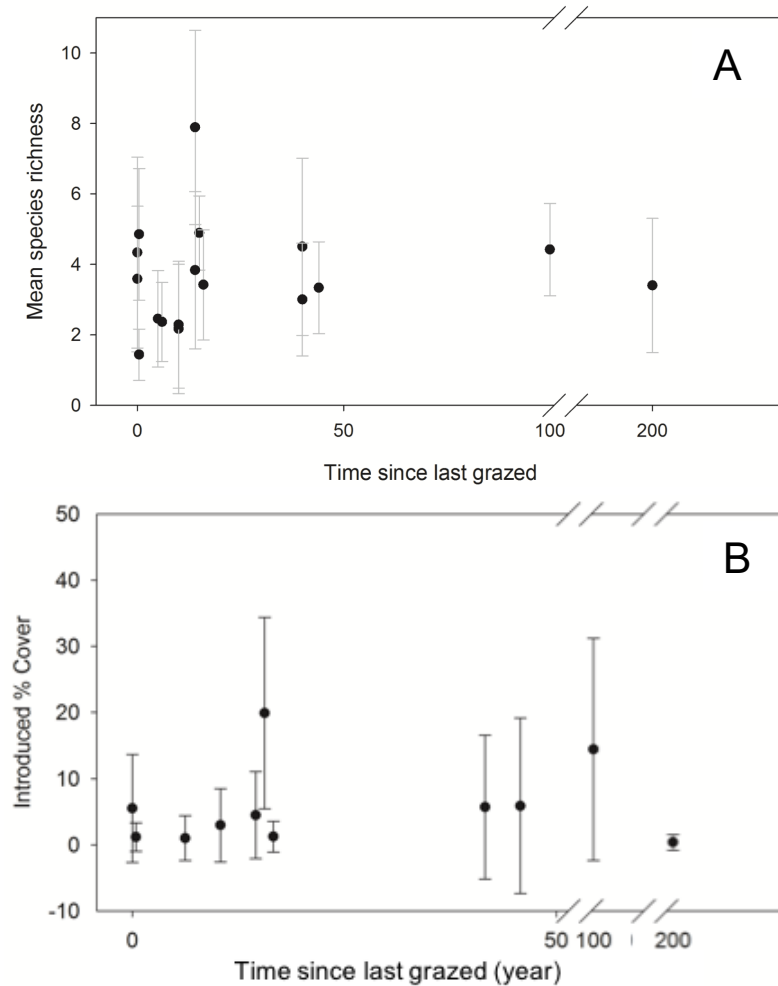 A
Mean species richness
10
8
6
4
2
0
0 50 100 200
Time since last grazed
B
Introduced % Cover
50
40
30
20
10
0
-10
0 50 100 200
Time since last grazed (year)